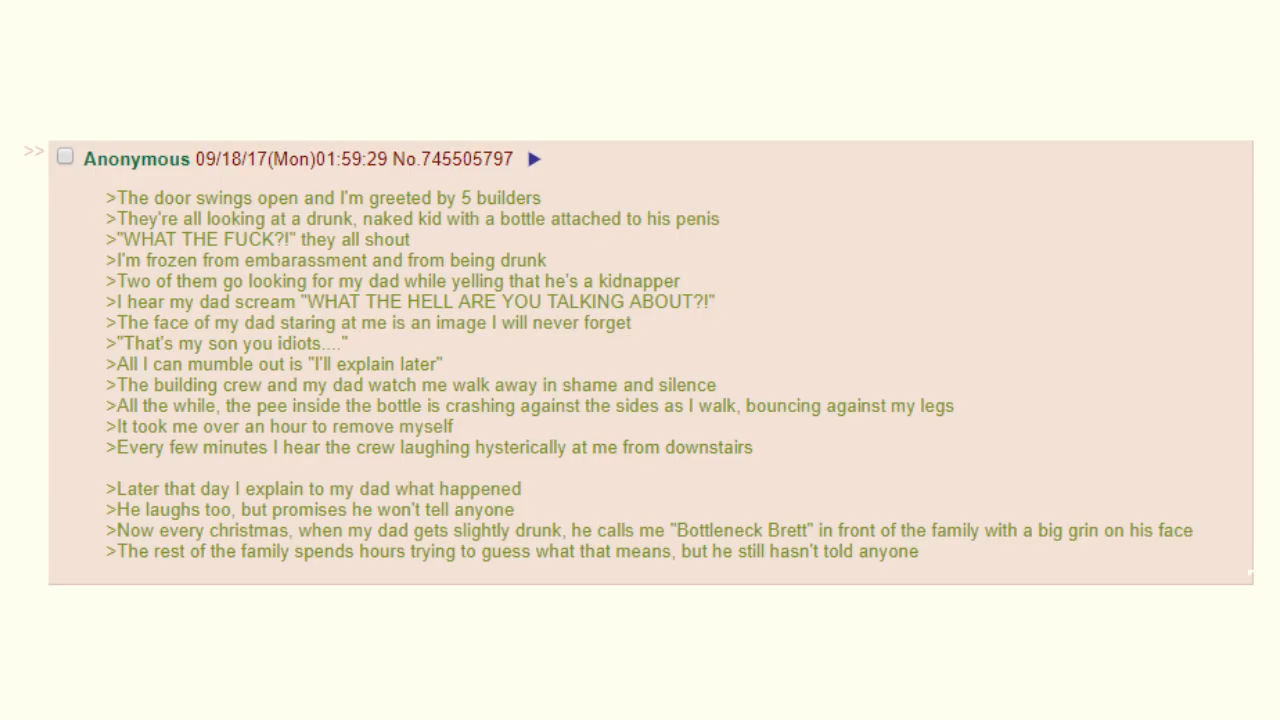 >>
Anonymous 09/18/17(Mon)01:59:29 No.745505797
>The door swings open and I'm greeted by 5 builders
>They're all looking at a drunk, naked kid with a bottle attached to his penis
>"WHAT THE FUCK?!" they all shout
>I'm frozen from embarassment and from being drunk
>Two of them go looking for my dad while yelling that he's a kidnapper
>I hear my dad scream "WHAT THE HELL ARE YOU TALKING ABOUT?!"
>The face of my dad staring at me is an image I will never forget
>"That's my son you idiots...."
>All I can mumble out is "I'll explain later"
>The building crew and my dad watch me walk away in shame and silence
>All the while, the pee inside the bottle is crashing against the sides as I walk, bouncing against my legs
>It took me over an hour to remove myself
>Every few minutes I hear the crew laughing hysterically at me from downstairs
>Later that day I explain to my dad what happened
>He laughs too, but promises he won't tell anyone
>Now every christmas, when my dad gets slightly drunk, he calls me "Bottleneck Brett" in front of the family with a big grin on his face
>The rest of the family spends hours trying to guess what that means, but he still hasn't told anyone